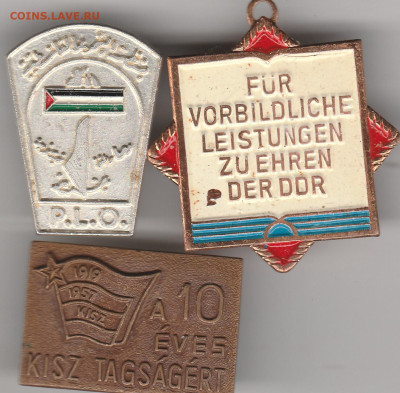 COINS.LAVE.RU
P.L.O.
FÜR
VORBILDLICHE
LEISTUNGEN
ZU EHREN
DER DDR
1919
1957
KISZ
A 10
ÉVES
KISZ TAGSÁGÉRT